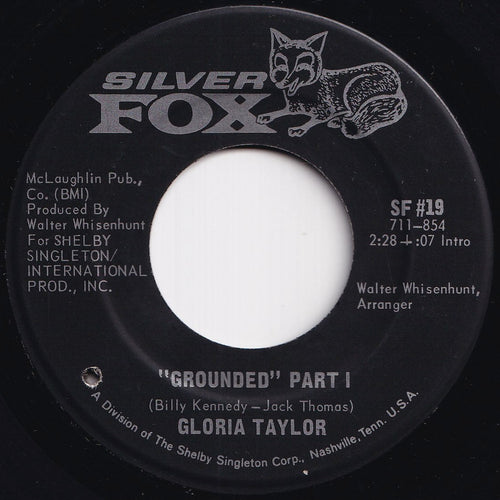 SILVER
FOX
McLaughlin Pub.,
Co. (BMI)
Produced By
Walter Whisenhunt
For SHELBY
SINGLETON/
INTERNATIONAL
PROD., INC.
SF #19
711-854
2:28 + :07 Intro
Walter Whisenhunt,
Arranger
"GROUNDED" PART I
(Billy Kennedy-Jack Thomas)
GLORIA TAYLOR
A Division of The Shelby Singleton Corp., Nashville, Tenn. U.S.A.